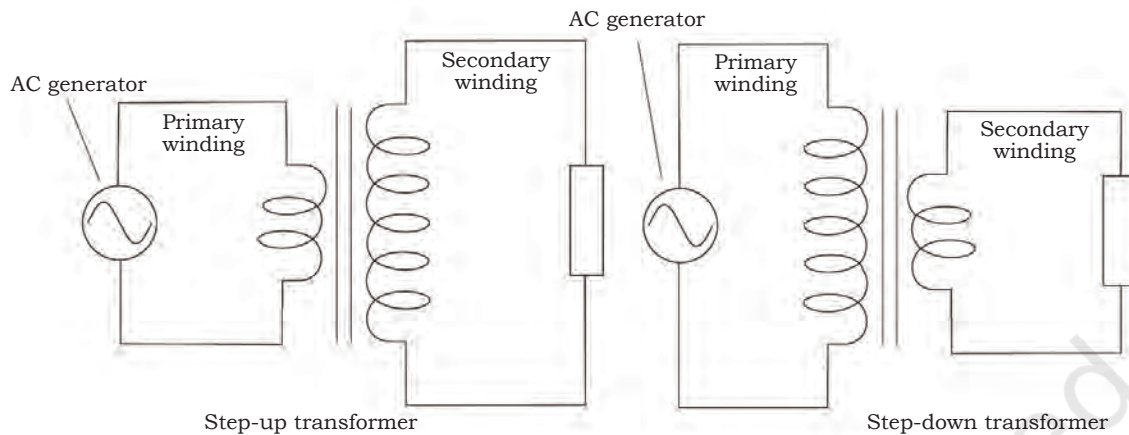 AC generator
Primary
winding
Secondary
winding
Step-up transformer
AC generator
Primary
winding
Secondary
winding
Step-down transformer